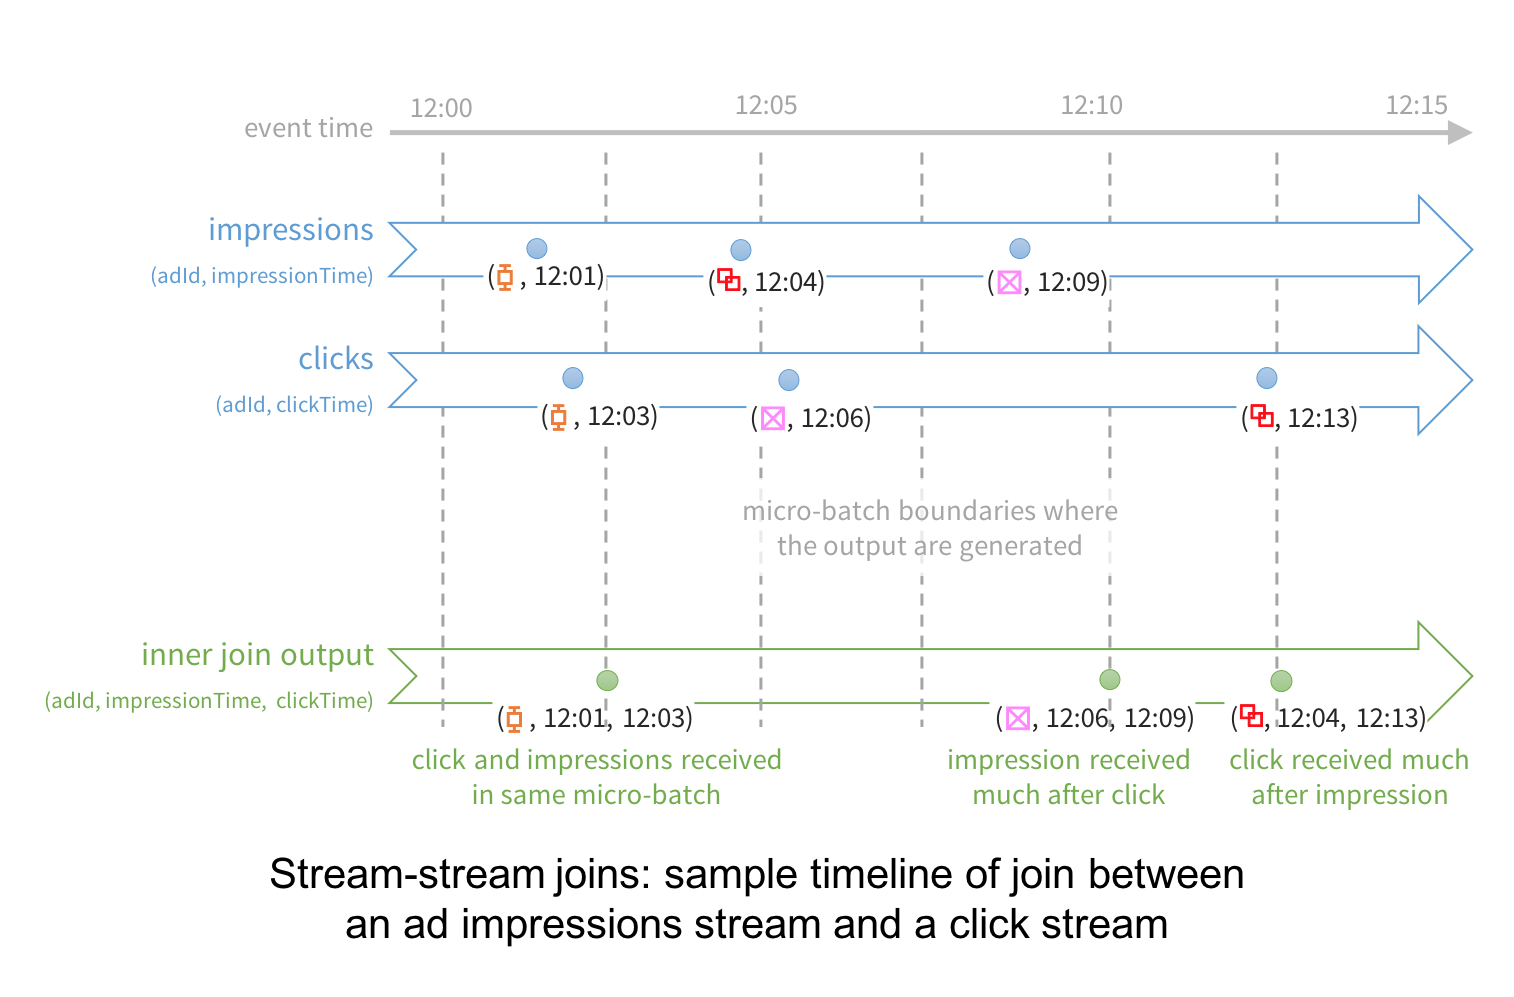 12:00 12:05 12:10 12:15
event time
impressions
(adId, impressionTime)
( , 12:01) ( , 12:04) ( , 12:09)
clicks
(adId, clickTime)
( , 12:03) ( , 12:06) ( , 12:13)
micro-batch boundaries where
the output are generated
inner join output
(adId, impressionTime, clickTime)
( , 12:01, 12:03) ( , 12:06, 12:09) ( , 12:04, 12:13)
click and impressions received
in same micro-batch
impression received
much after click
click received much
after impression
Stream-stream joins: sample timeline of join between
an ad impressions stream and a click stream